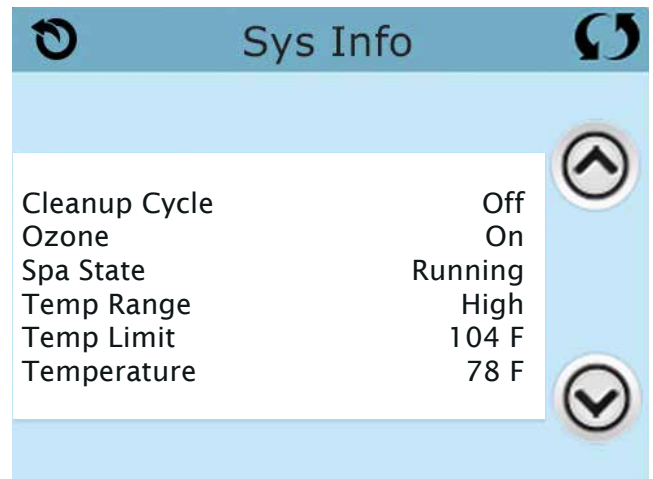 Sys Info
Cleanup Cycle Off
Ozone On
Spa State Running
Temp Range High
Temp Limit 104 F
Temperature 78 F